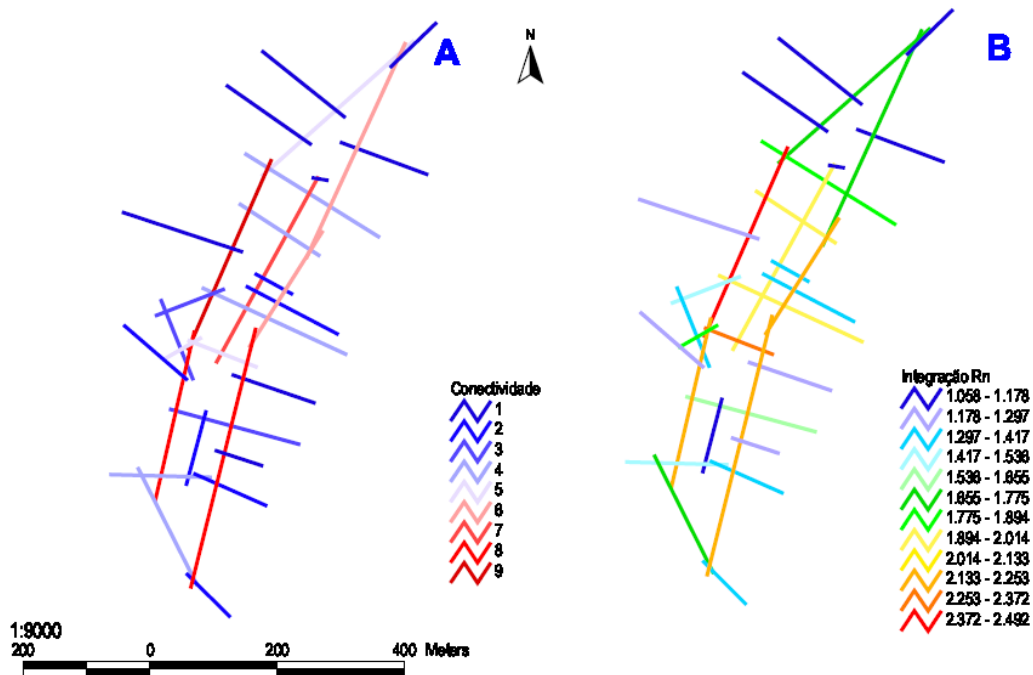 A
N
B
Conectividade
1
2
3
4
5
6
7
8
9
Integração Rn
1.058 - 1.178
1.178 - 1.297
1.297 - 1.417
1.417 - 1.536
1.536 - 1.655
1.655 - 1.775
1.775 - 1.894
1.894 - 2.014
2.014 - 2.133
2.133 - 2.253
2.253 - 2.372
2.372 - 2.492
1:9000
200 0 200 400 Meters